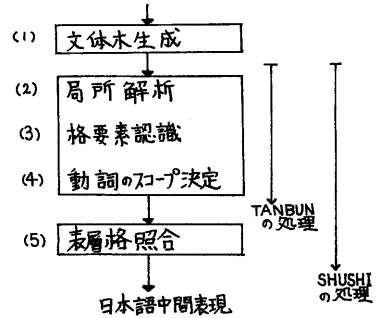 (1) 文体木生成
(2) 局所解析
(3) 格要素認識
(4) 動詞のスコープ決定
TANBUN
の処理
(5) 表層格照合
SHUSHI
の処理
日本語中間表現